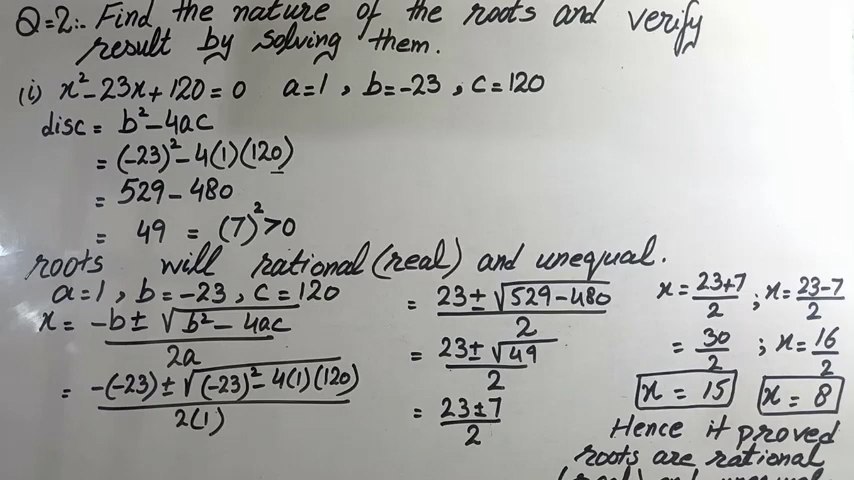 Q=2:- Find the nature of the roots and verify
result by solving them.
(i) x²-23x+120=0 a=1, b=-23, c=120
disc = b²-4ac
= (-23)²-4(1)(120)
= 529-480
= 49 = (7)²>0
roots will rational (real) and unequal.
a=1, b=-23, c=120
x = -b±√b²-4ac / 2a
= -(-23)±√(-23)²-4(1)(120) / 2(1)
= 23±√529-480 / 2
= 23±√49 / 2
= 23±7 / 2
x = 23+7 / 2 ; x = 23-7 / 2
= 30/2 ; x = 16/2
x = 15 x = 8
Hence it proved
roots are rational
(real) and unequal